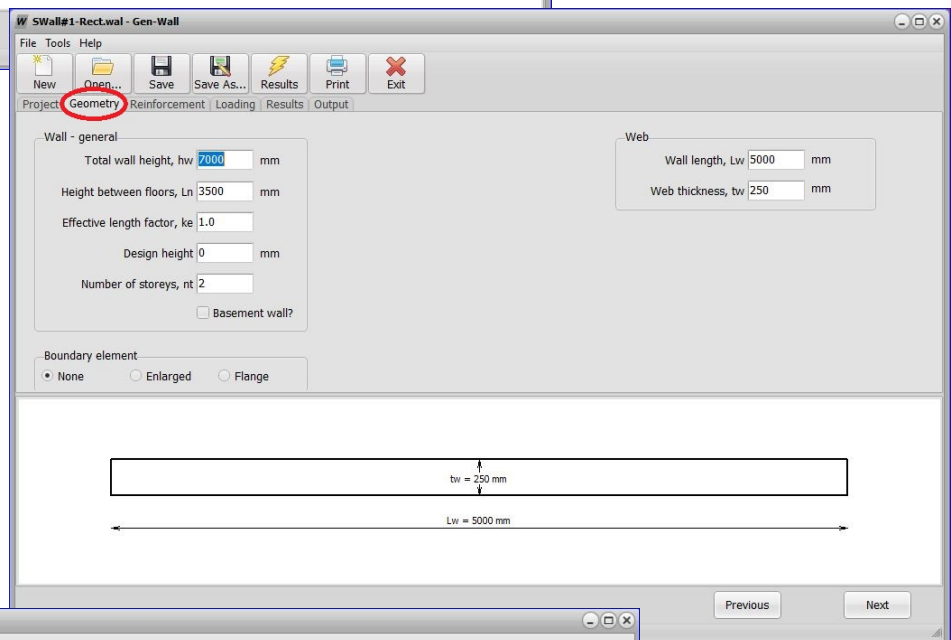 W SWall#1-Rect.wal - Gen-Wall
File Tools Help
New Open... Save Save As... Results Print Exit
Project Geometry Reinforcement Loading Results Output
Wall - general
Total wall height, hw 7000 mm
Height between floors, Ln 3500 mm
Effective length factor, ke 1.0
Design height 0 mm
Number of storeys, nt 2
Basement wall?
Web
Wall length, Lw 5000 mm
Web thickness, tw 250 mm
Boundary element
None Enlarged Flange
tw = 250 mm
Lw = 5000 mm
Previous Next